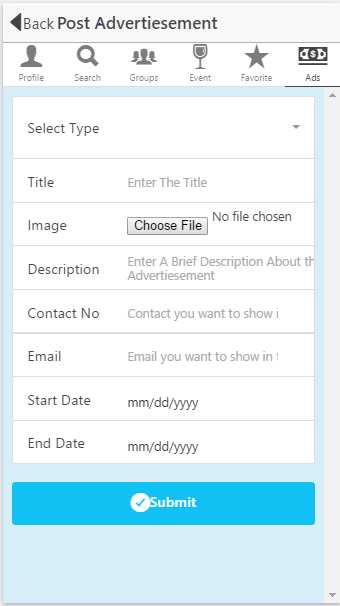 Back Post Advertiesement
Profile Search Groups Event Favorite Ads
Select Type
Title Enter The Title
Image Choose File No file chosen
Description Enter A Brief Description About th
Advertiesement
Contact No Contact you want to show i
Email Email you want to show in t
Start Date mm/dd/yyyy
End Date mm/dd/yyyy
Submit